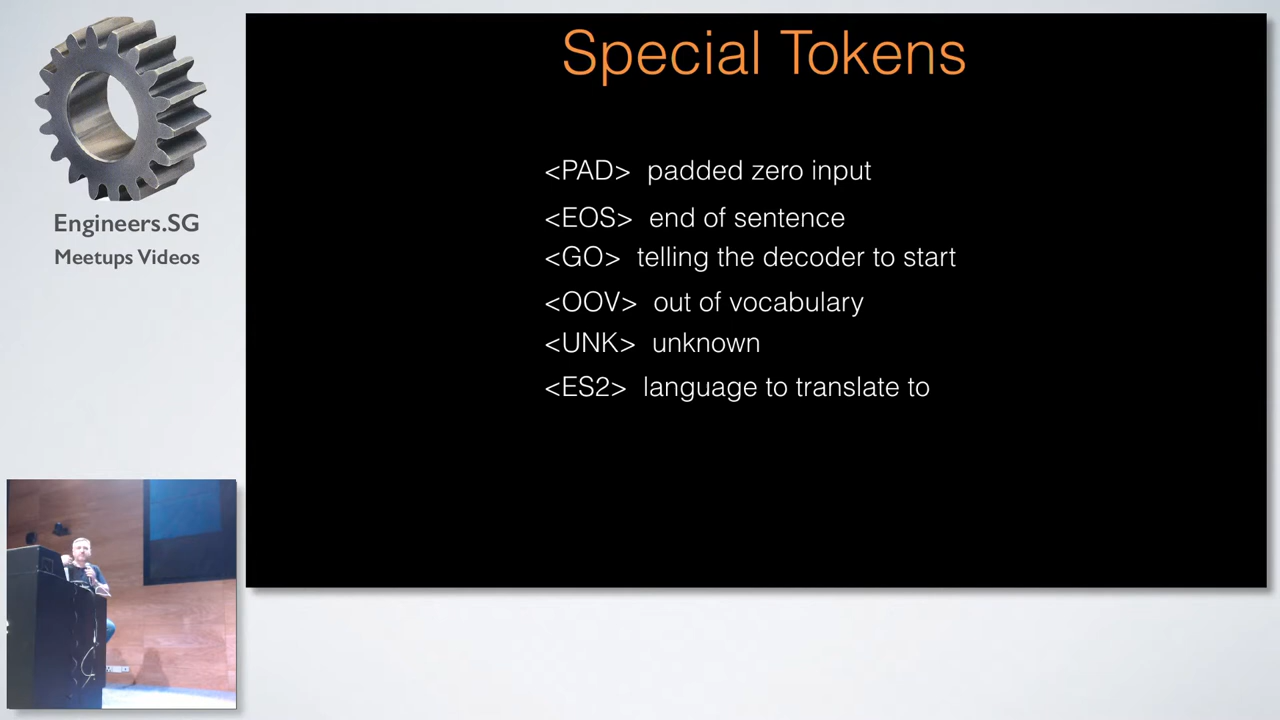 Special Tokens
<PAD> padded zero input
<EOS> end of sentence
<GO> telling the decoder to start
<OOV> out of vocabulary
<UNK> unknown
<ES2> language to translate to
Engineers.SG
Meetups Videos